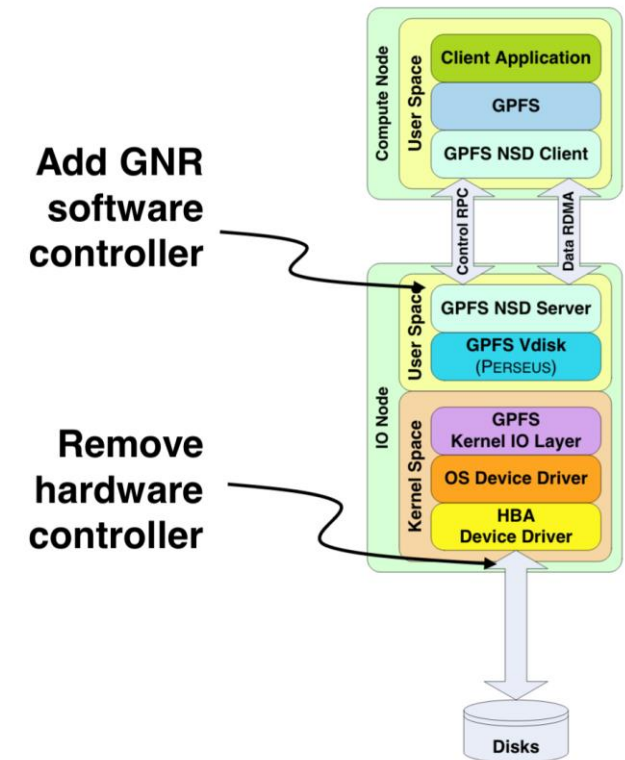 Compute Node
User Space
Client Application
GPFS
GPFS NSD Client
Add GNR
software
controller
Control RPC
Data RDMA
IO Node
User Space
GPFS NSD Server
GPFS Vdisk
(PERSEUS)
Remove
hardware
controller
Kernel Space
GPFS
Kernel IO Layer
OS Device Driver
HBA
Device Driver
Disks